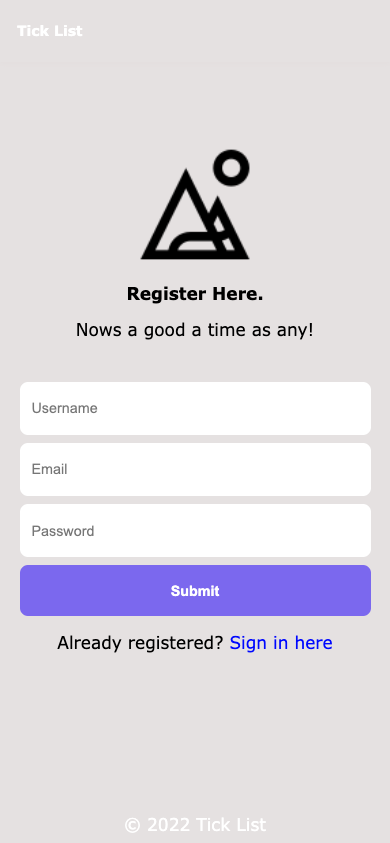 Tick List
Register Here.
Nows a good a time as any!
Username
Email
Password
Submit
Already registered? Sign in here
© 2022 Tick List